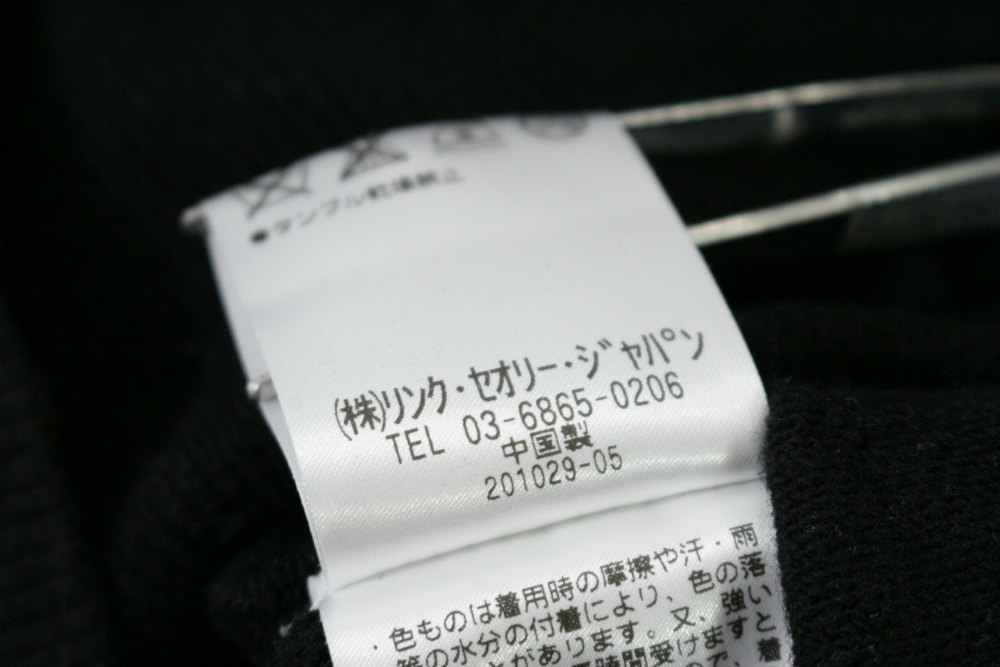 ●タンブル乾燥禁止
(株)リンク・セオリー・ジャパン
TEL 03-6865-0206
中国製
201029-05
・色ものは着用時の摩擦や汗・雨
等の水分の付着により、色の落
があります。又、強い
時間受けますと
ので、着